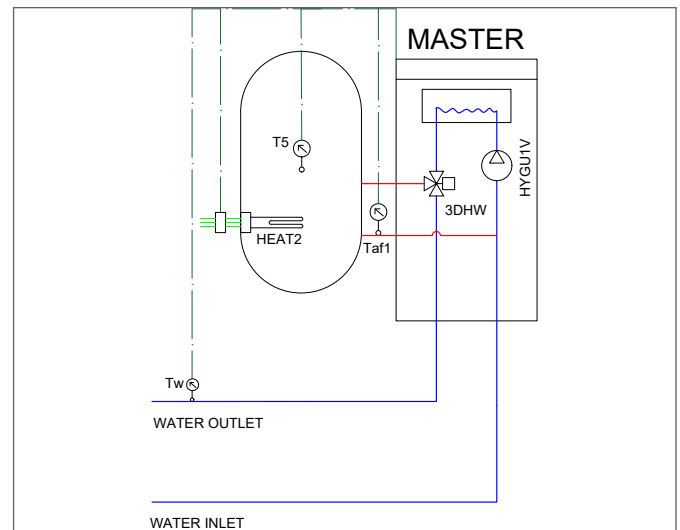 MASTER
T5
HYGU1V
3DHW
HEAT2
Taf1
Tw
WATER OUTLET
WATER INLET